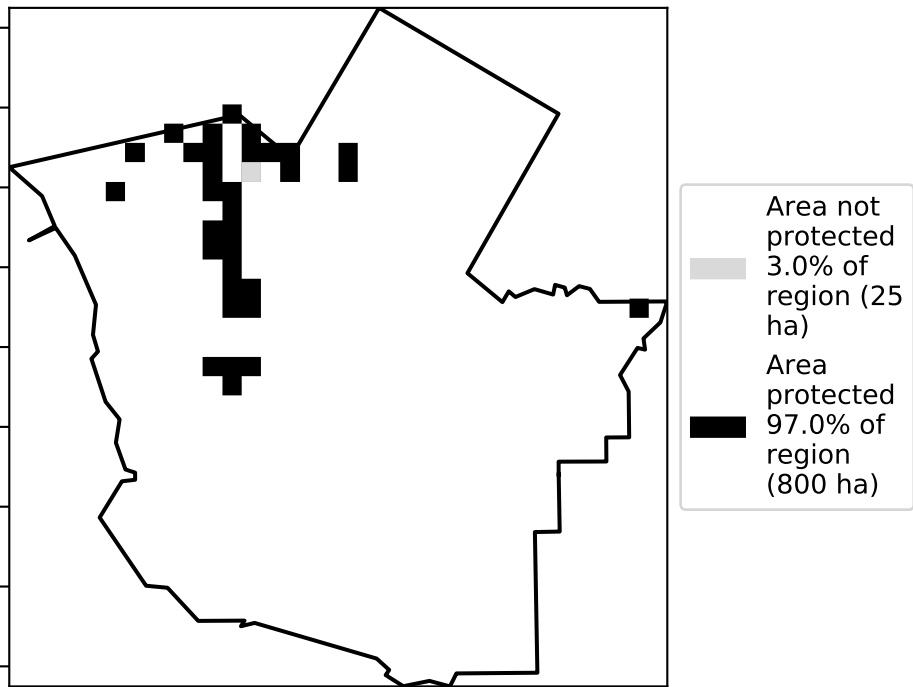 Area not
protected
3.0% of
region (25
ha)
Area
protected
97.0% of
region
(800 ha)